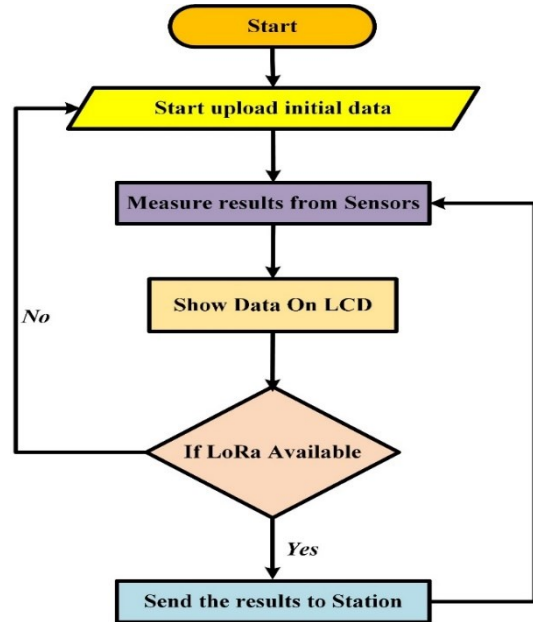 Start
Start upload initial data
Measure results from Sensors
Show Data On LCD
No
If LoRa Available
Yes
Send the results to Station